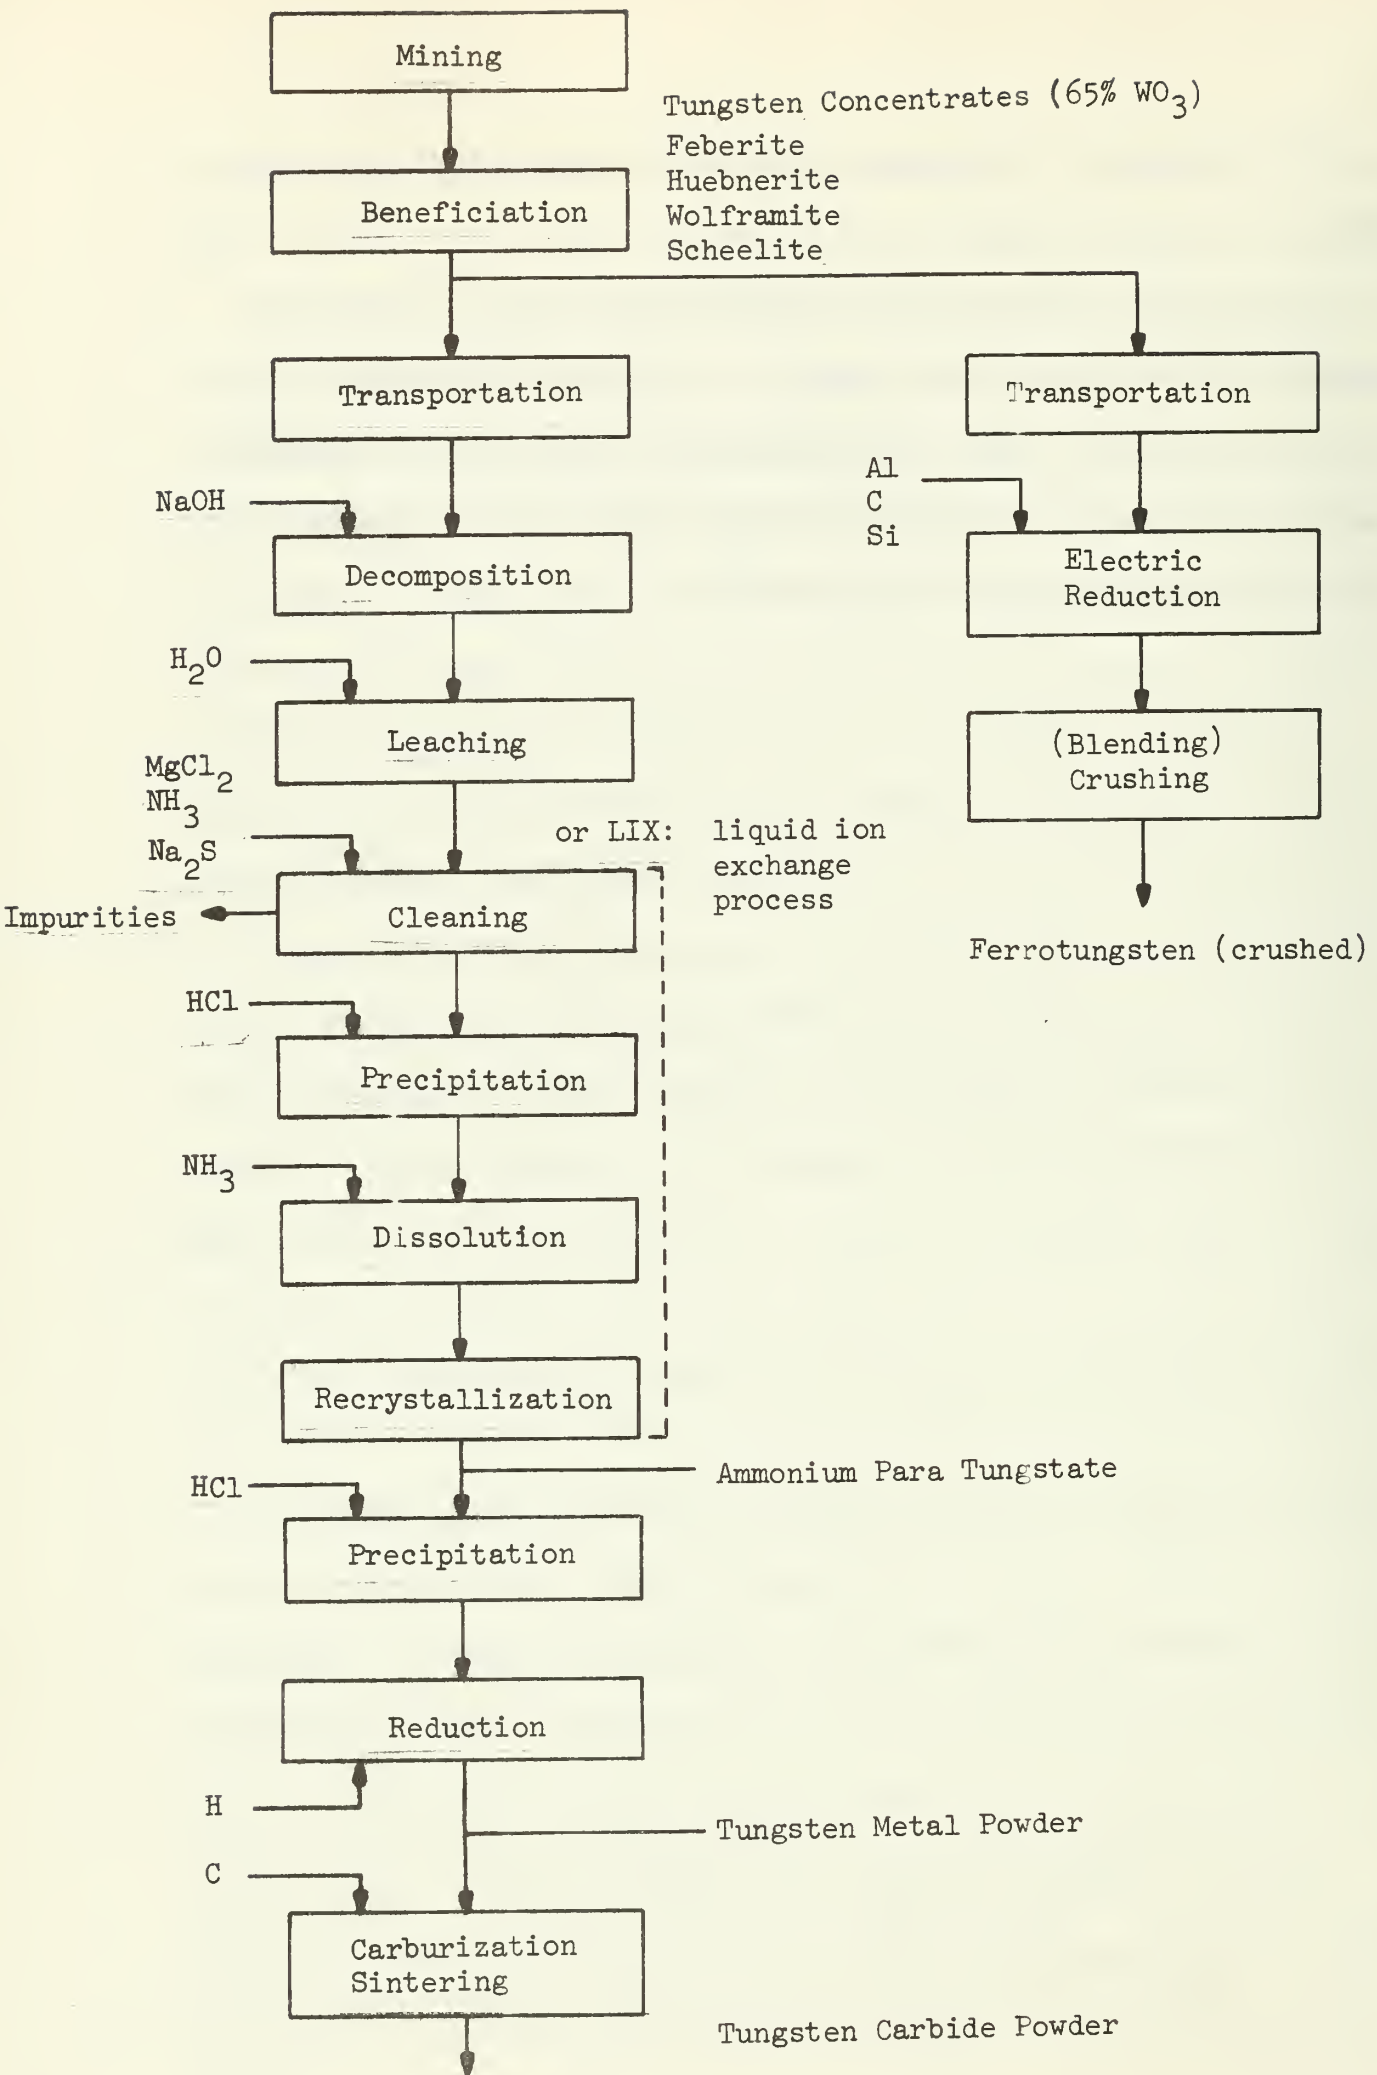 Mining
Tungsten Concentrates (65% WO3)
Feberite
Huebnerite
Wolframite
Scheelite
Beneficiation
Transportation
Transportation
NaOH
Al
C
Si
Decomposition
Electric
Reduction
H2O
Leaching
(Blending)
Crushing
MgCl2
NH3
Na2S
or LIX: liquid ion
exchange
process
Impurities
Cleaning
Ferrotungsten (crushed)
HCl
Precipitation
NH3
Dissolution
Recrystallization
Ammonium Para Tungstate
HCl
Precipitation
Reduction
H
Tungsten Metal Powder
C
Carburization
Sintering
Tungsten Carbide Powder